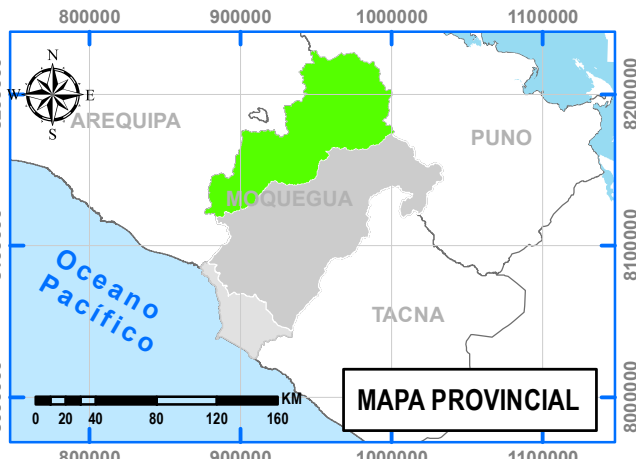 800000 900000 1000000 1100000
N
W E
S
8200000
AREQUIPA
PUNO
MOQUEGUA
8100000
Oceano
Pacífico
TACNA
KM
0 20 40 80 120 160
MAPA PROVINCIAL
8000000
800000 900000 1000000 1100000